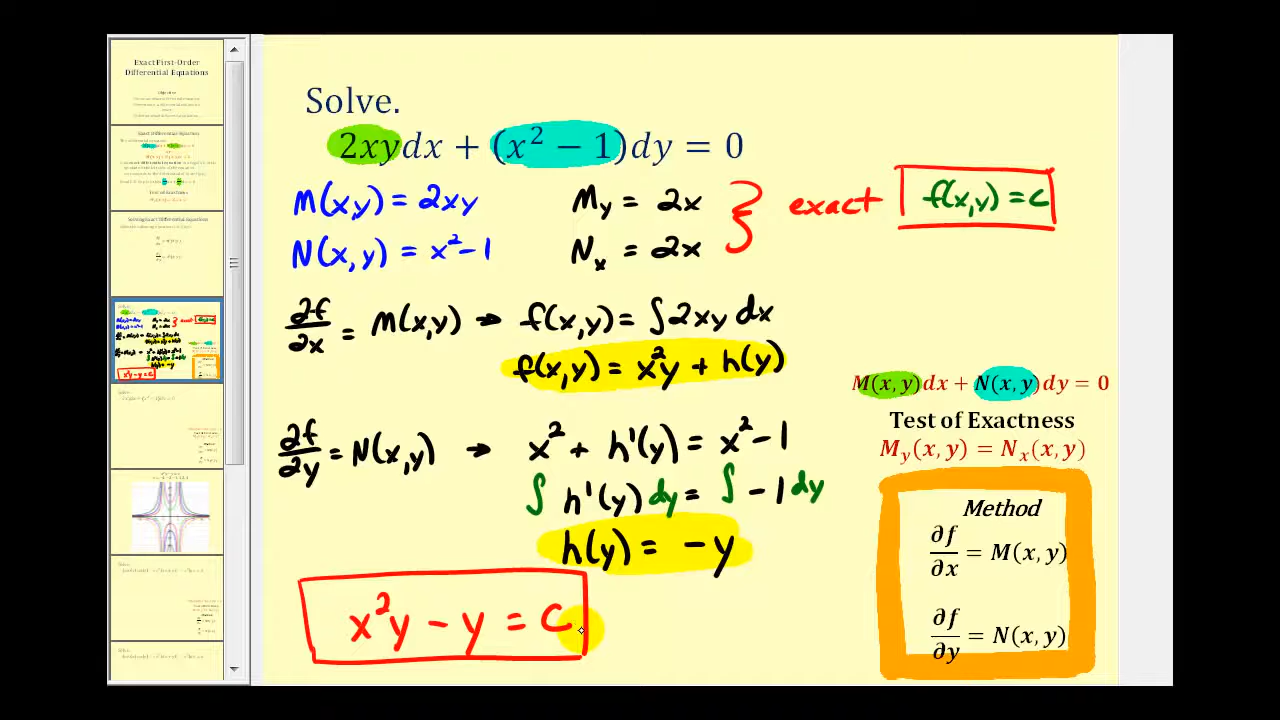 Exact First-Order
Differential Equations
Solve.
2xydx + (x² − 1)dy = 0
M(x,y) = 2xy
My = 2x
exact
f(x,y) = C
N(x,y) = x²−1
Nx = 2x
∂f/∂x = M(x,y) → f(x,y) = ∫2xy dx
f(x,y) = x²y + h(y)
M(x, y)dx + N(x, y)dy = 0
Test of Exactness
My(x, y) = Nx(x, y)
∂f/∂y = N(x,y) → x² + h'(y) = x² − 1
∫ h'(y) dy = ∫ −1 dy
h(y) = −y
Method
∂f/∂x = M(x, y)
∂f/∂y = N(x, y)
x²y − y = C